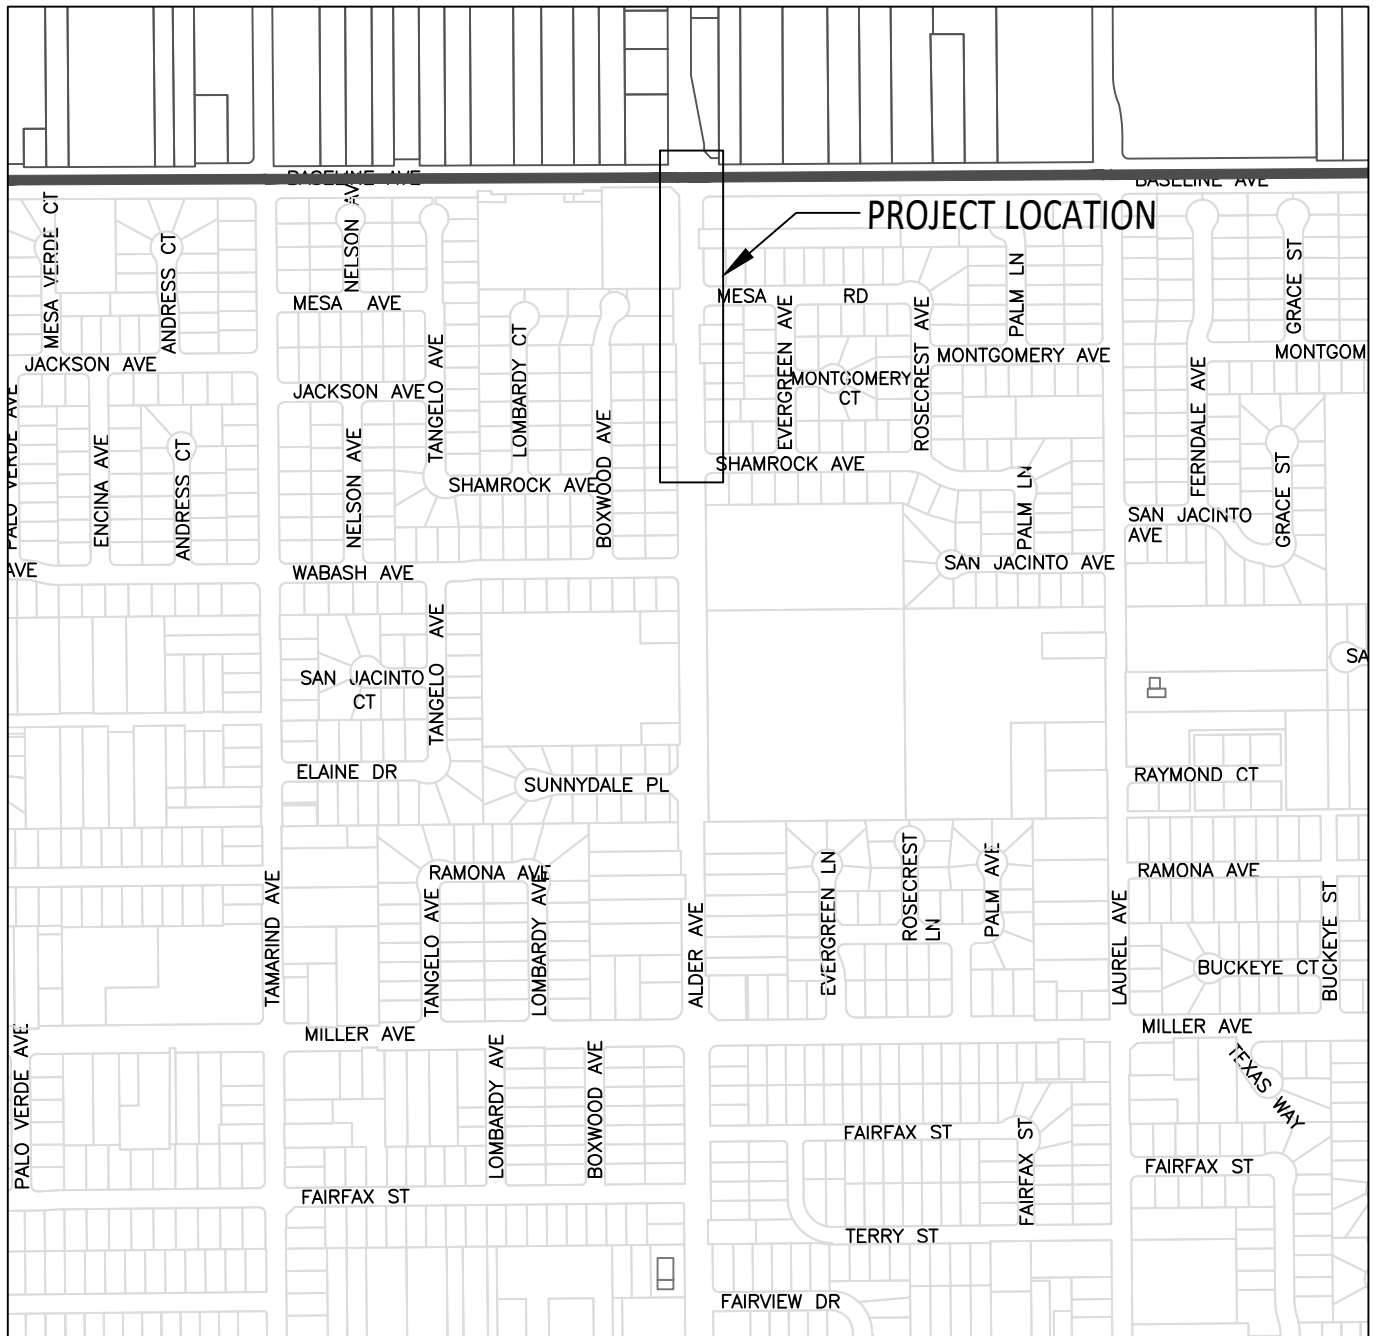 BASELINE AVE
BASELINE AVE
MESA VERDE CT
ANDRESS CT
NELSON AVE
PROJECT LOCATION
PALM LN
GRACE ST
MESA AVE
MESA RD
JACKSON AVE
TANGELO AVE
LOMBARDY CT
EVERGREEN AVE
ROSECREST AVE
MONTGOMERY AVE
MONTGOM
JACKSON AVE
MONTGOMERY
CT
FERNDALE AVE
PALO VERDE AVE
ENCINA AVE
ANDRESS CT
NELSON AVE
BOXWOOD AVE
SHAMROCK AVE
SHAMROCK AVE
PALM LN
GRACE ST
SAN JACINTO
AVE
AVE
WABASH AVE
SAN JACINTO AVE
TANGELO AVE
SAN JACINTO
CT
SA
ELAINE DR
SUNNYDALE PL
RAYMOND CT
RAMONA AVE
RAMONA AVE
TAMARIND AVE
TANGELO AVE
LOMBARDY AVE
ALDER AVE
EVERGREEN LN
ROSECREST
LN
PALM AVE
LAUREL AVE
BUCKEYE CT
BUCKEYE ST
MILLER AVE
MILLER AVE
PALO VERDE AVE
LOMBARDY AVE
BOXWOOD AVE
TEXAS WAY
FAIRFAX ST
FAIRFAX ST
FAIRFAX ST
FAIRFAX ST
TERRY ST
FAIRVIEW DR